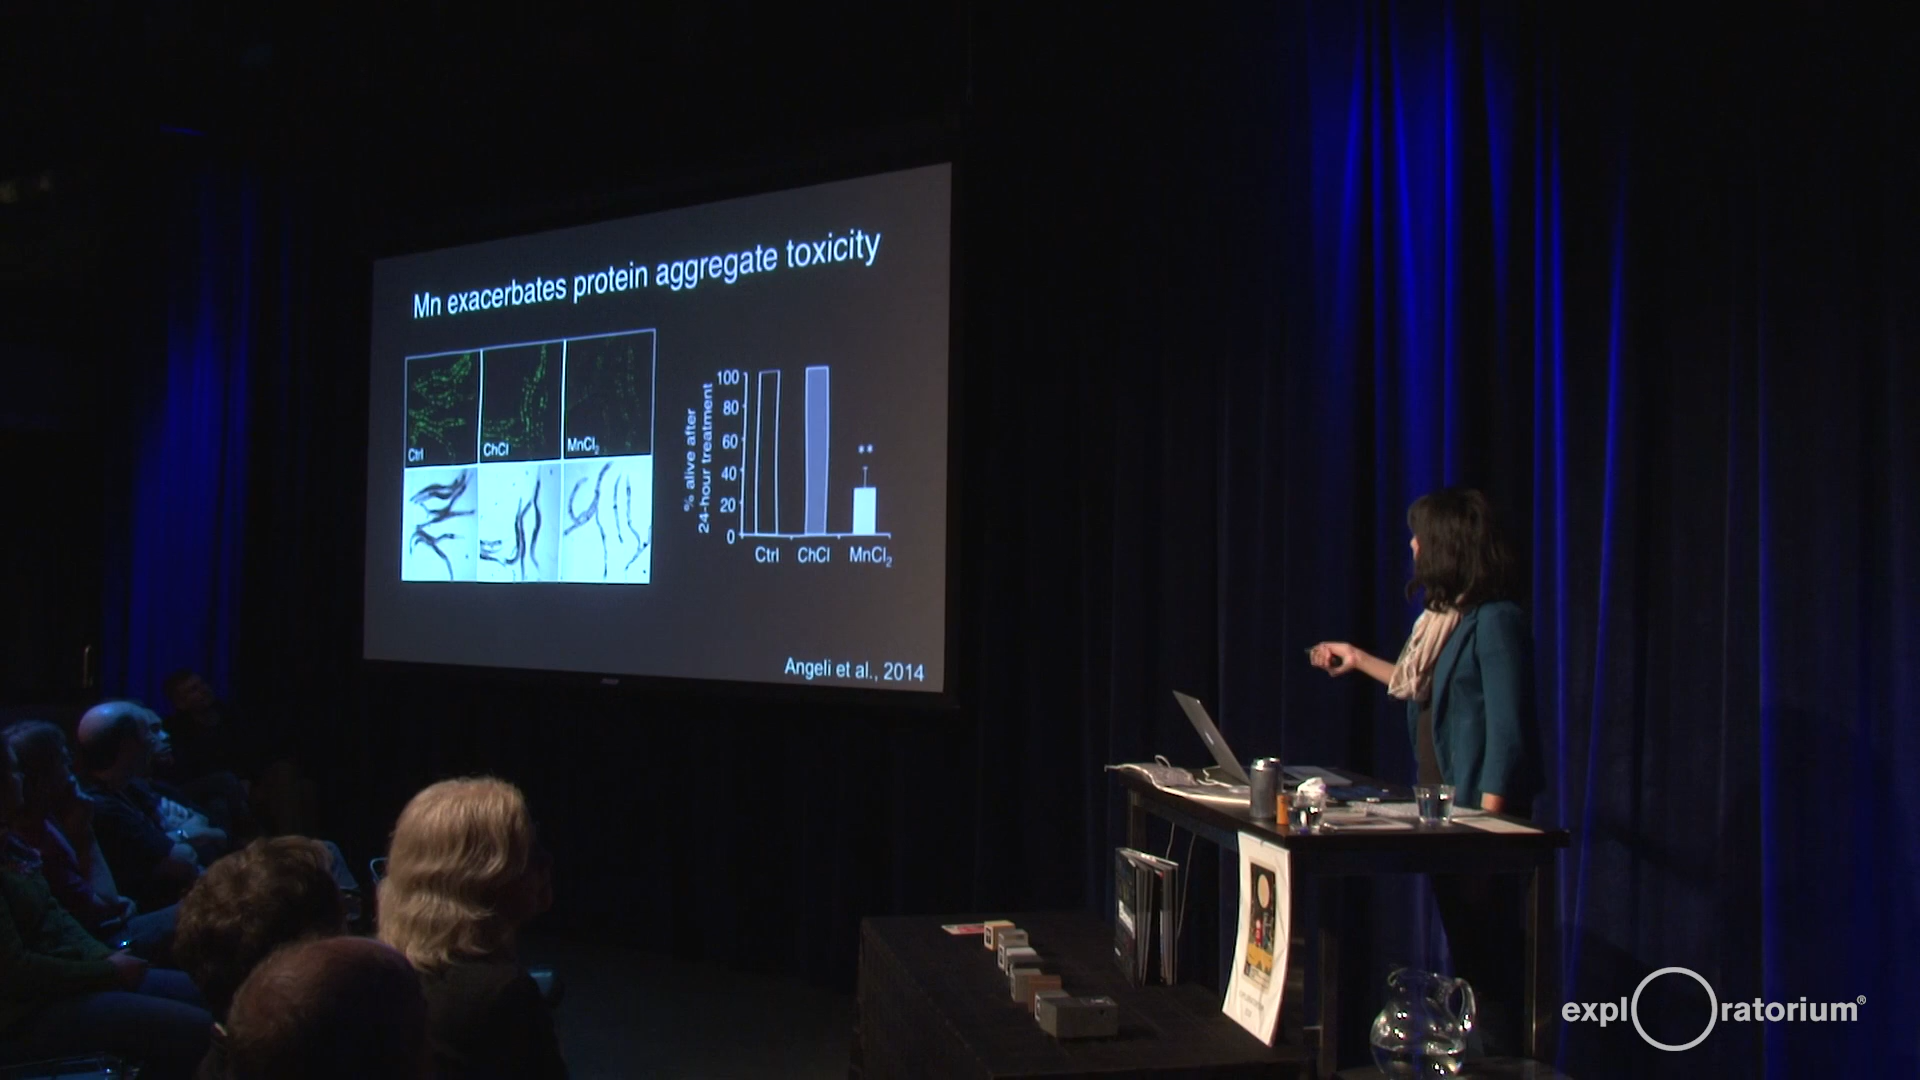 Mn exacerbates protein aggregate toxicity
Ctrl
ChCl
MnCl₂
% alive after
24-hour treatment
100
80
60
40
20
0
**
Ctrl
ChCl
MnCl₂
Angeli et al., 2014
explOratorium®